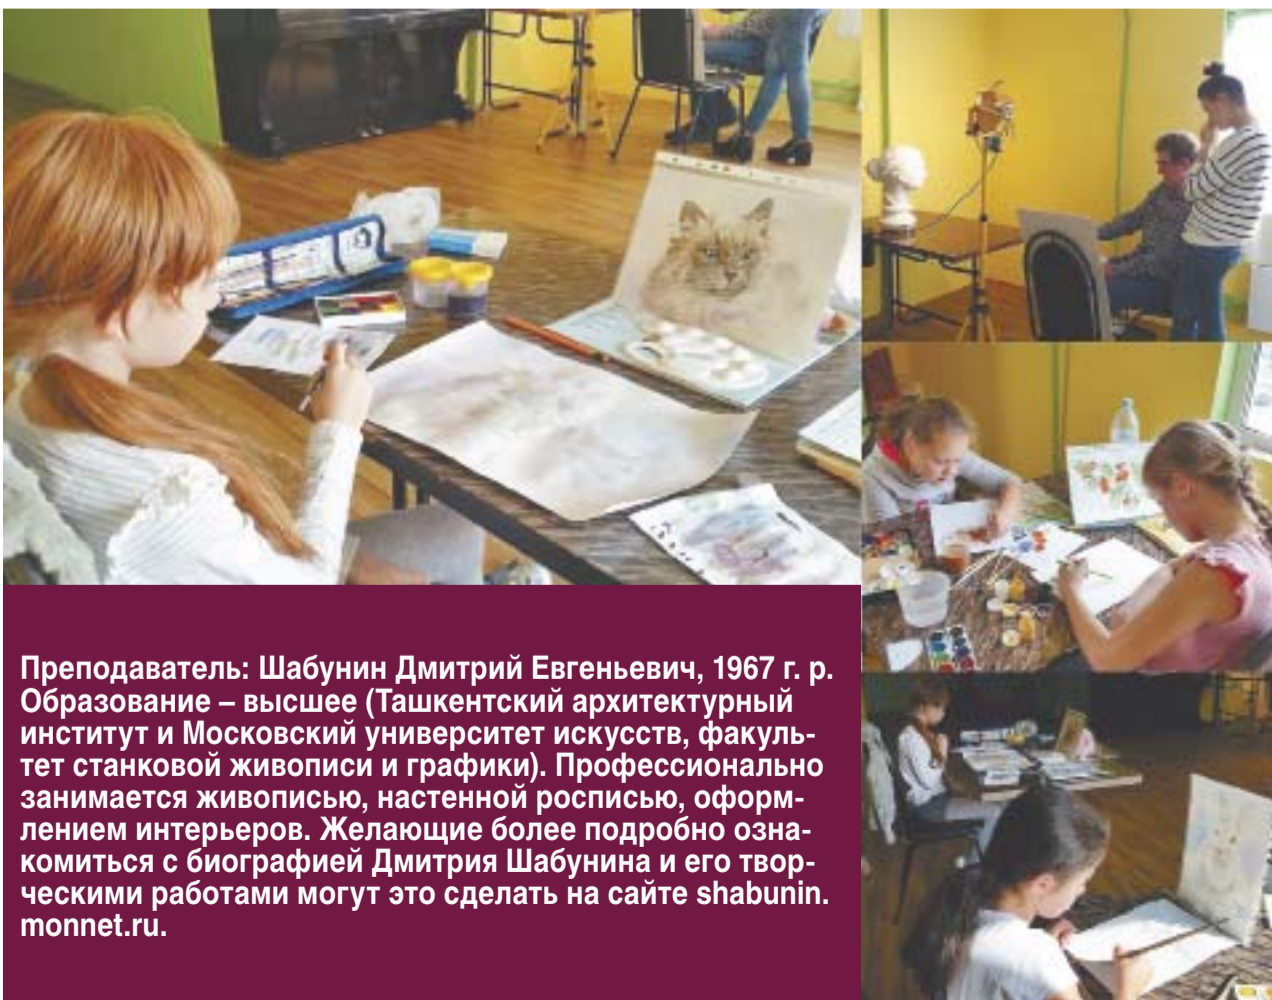 Преподаватель: Шабунин Дмитрий Евгеньевич, 1967 г. р.
Образование – высшее (Ташкентский архитектурный
институт и Московский университет искусств, факуль-
тет станковой живописи и графики). Профессионально
занимается живописью, настенной росписью, оформ-
лением интерьеров. Желающие более подробно озна-
комиться с биографией Дмитрия Шабунина и его твор-
ческими работами могут это сделать на сайте shabunin.
monnet.ru.